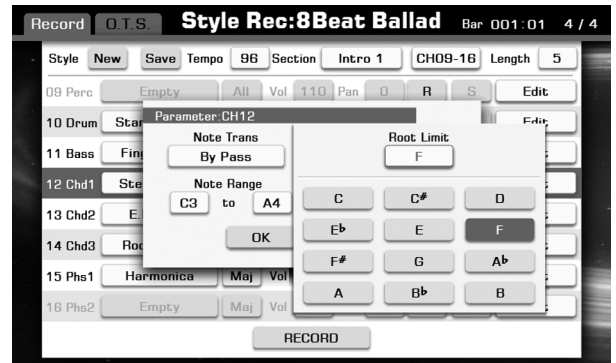 Record O.T.S. Style Rec:8Beat Ballad Bar 001:01 4 / 4
Style New Save Tempo 96 Section Intro 1 CH09-16 Length 5
09 Perc Empty All Vol 110 Pan 0 R S Edit
Parameter:CH12
10 Drum Edit
Note Trans Root Limit
11 Bass By Pass F
12 Chd1 Note Range
C3 to A4 C C# D
13 Chd2 E♭ E F
14 Chd3 OK F# G A♭
15 Phs1 Harmonica Maj Vol
A B♭ B
16 Phs2 Empty Maj Vol
RECORD